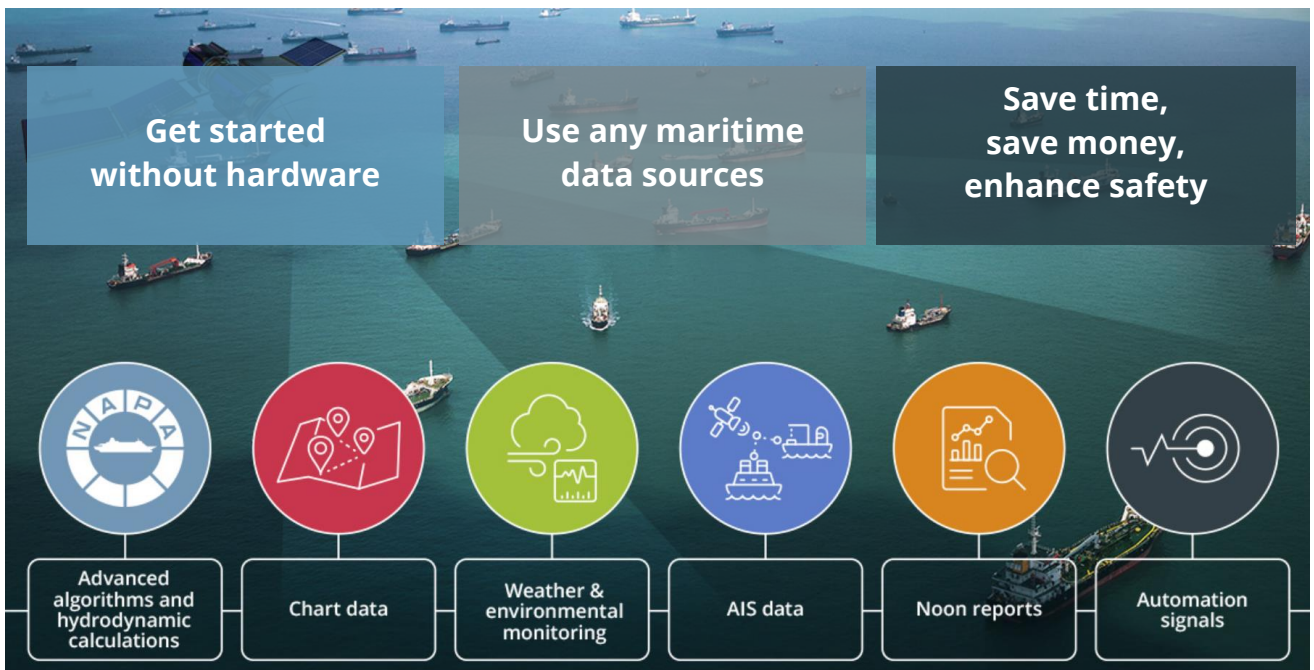 Get started
without hardware
Use any maritime
data sources
Save time,
save money,
enhance safety
NAPA
Advanced
algorithms and
hydrodynamic
calculations
Chart data
Weather &
environmental
monitoring
AIS data
Noon reports
Automation
signals